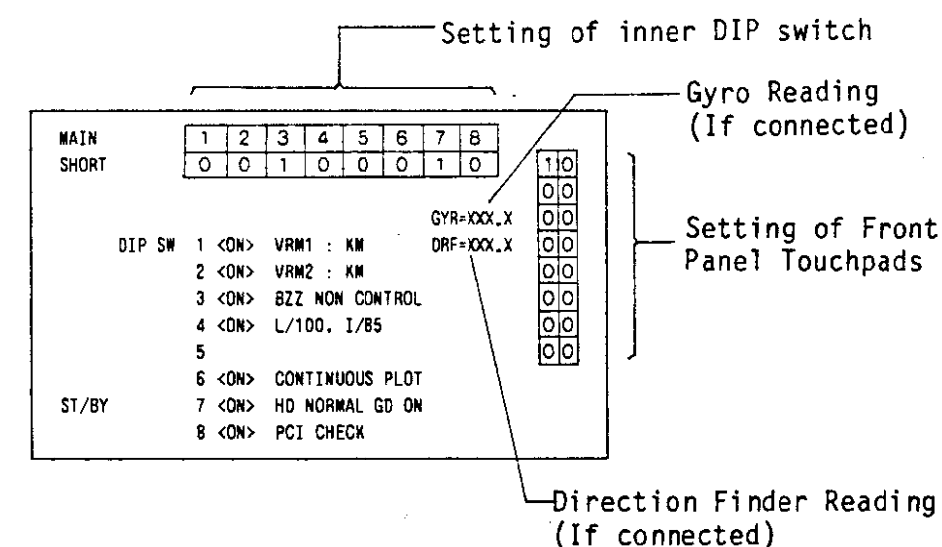 Setting of inner DIP switch
Gyro Reading
(If connected)
MAIN 1 2 3 4 5 6 7 8
SHORT 0 0 1 0 0 0 1 0
1 0
0 0
GYR=XXX.X 0 0
DIP SW 1 <ON> VRM1 : KM DRF=XXX.X 0 0
2 <ON> VRM2 : KM 0 0
3 <ON> BZZ NON CONTROL 0 0
4 <ON> L/100. I/B5 0 0
5 0 0
6 <ON> CONTINUOUS PLOT
ST/BY 7 <ON> HD NORMAL GD ON
8 <ON> PCI CHECK
Setting of Front
Panel Touchpads
Direction Finder Reading
(If connected)